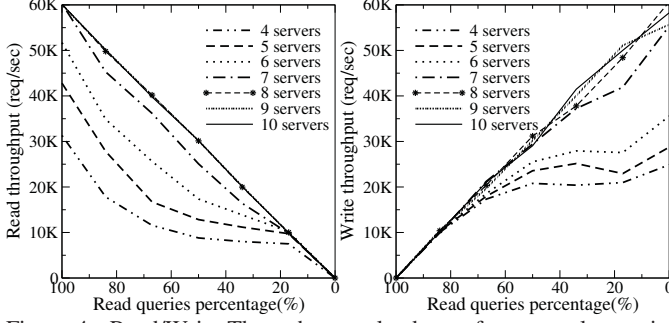 60K
50K
40K
30K
20K
10K
0
Read throughput (req/sec)
4 servers
5 servers
6 servers
7 servers
8 servers
9 servers
10 servers
100 80 60 40 20 0
Read queries percentage(%)
60K
50K
40K
30K
20K
10K
0
Write throughput (req/sec)
4 servers
5 servers
6 servers
7 servers
8 servers
9 servers
10 servers
100 80 60 40 20 0
Read queries percentage(%)